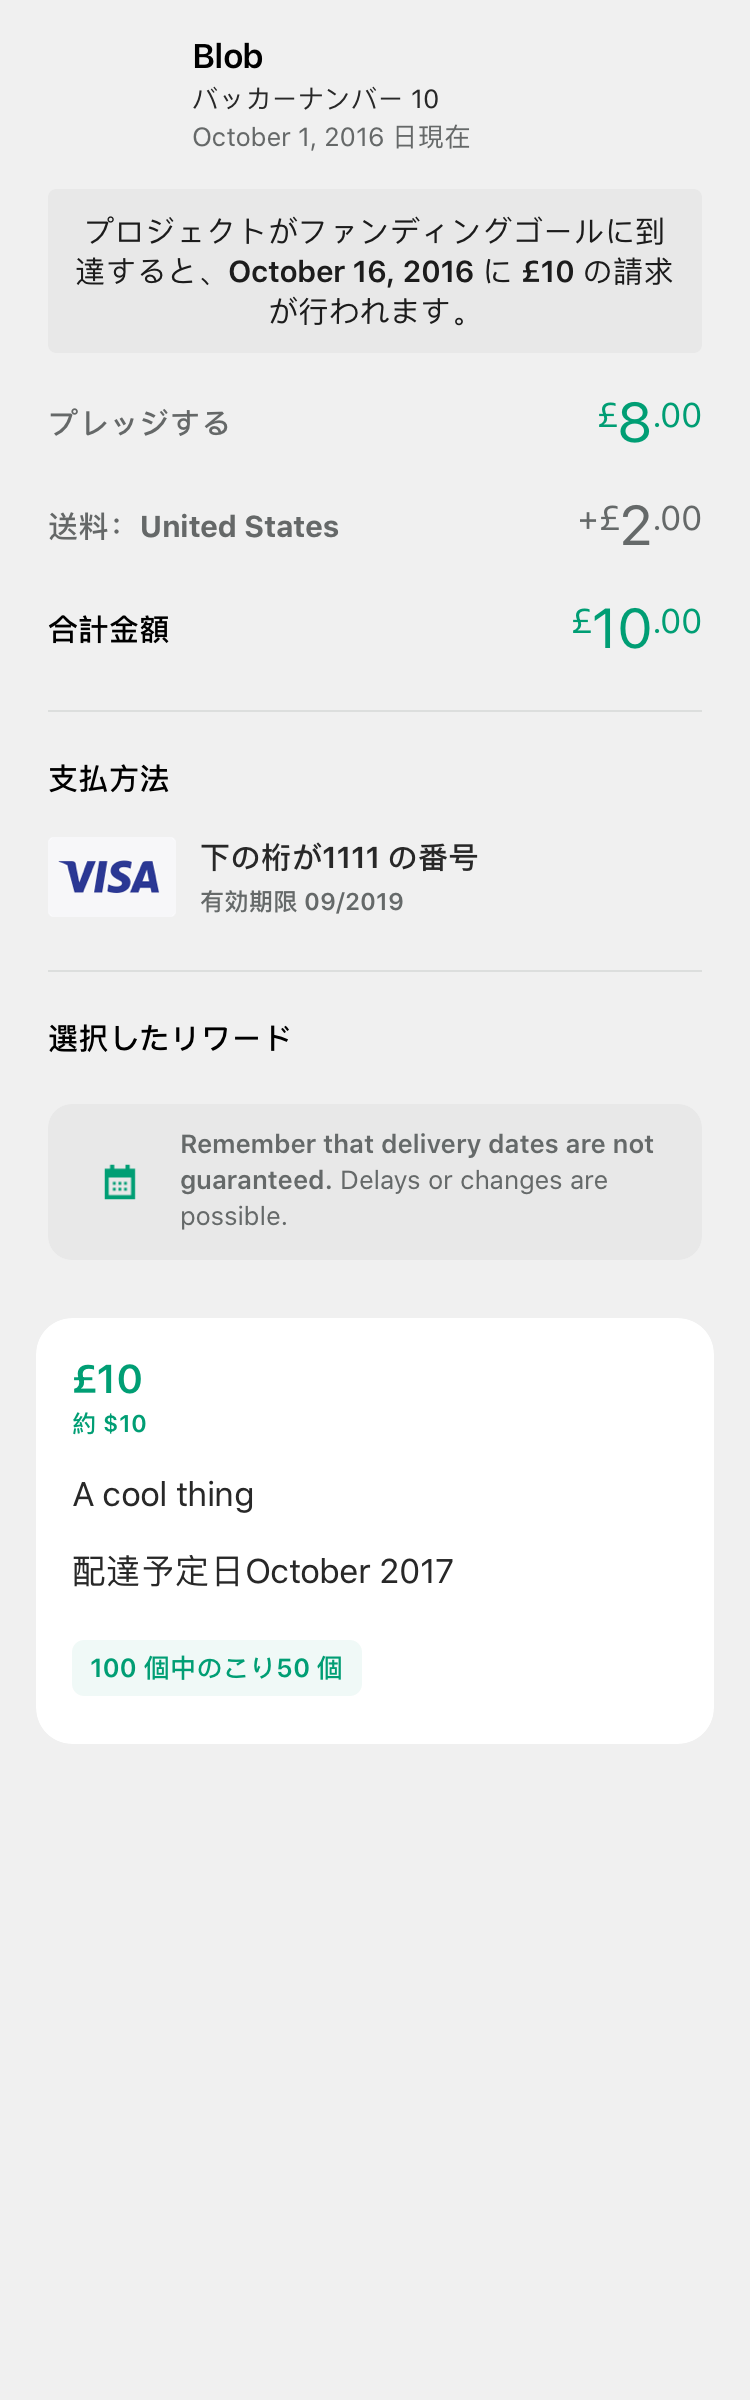 Blob
バッカーナンバー 10
October 1, 2016 日現在
プロジェクトがファンディングゴールに到
達すると、October 16, 2016 に £10 の請求
が行われます。
プレッジする £8.00
送料： United States +£2.00
合計金額 £10.00
支払方法
VISA
下の桁が1111 の番号
有効期限 09/2019
選択したリワード
Remember that delivery dates are not
guaranteed. Delays or changes are
possible.
£10
約 $10
A cool thing
配達予定日October 2017
100 個中のこり50 個